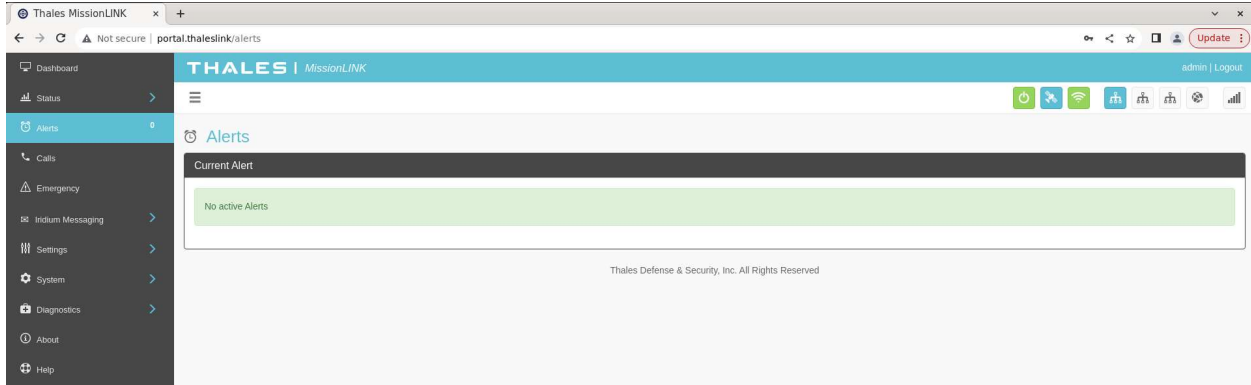 Thales MissionLINK
Not secure | portal.thaleslink/alerts
Update
Dashboard
THALES | MissionLINK
admin | Logout
Status
Alerts
0
Alerts
Calls
Current Alert
Emergency
No active Alerts
Iridium Messaging
Settings
Thales Defense & Security, Inc. All Rights Reserved
System
Diagnostics
About
Help